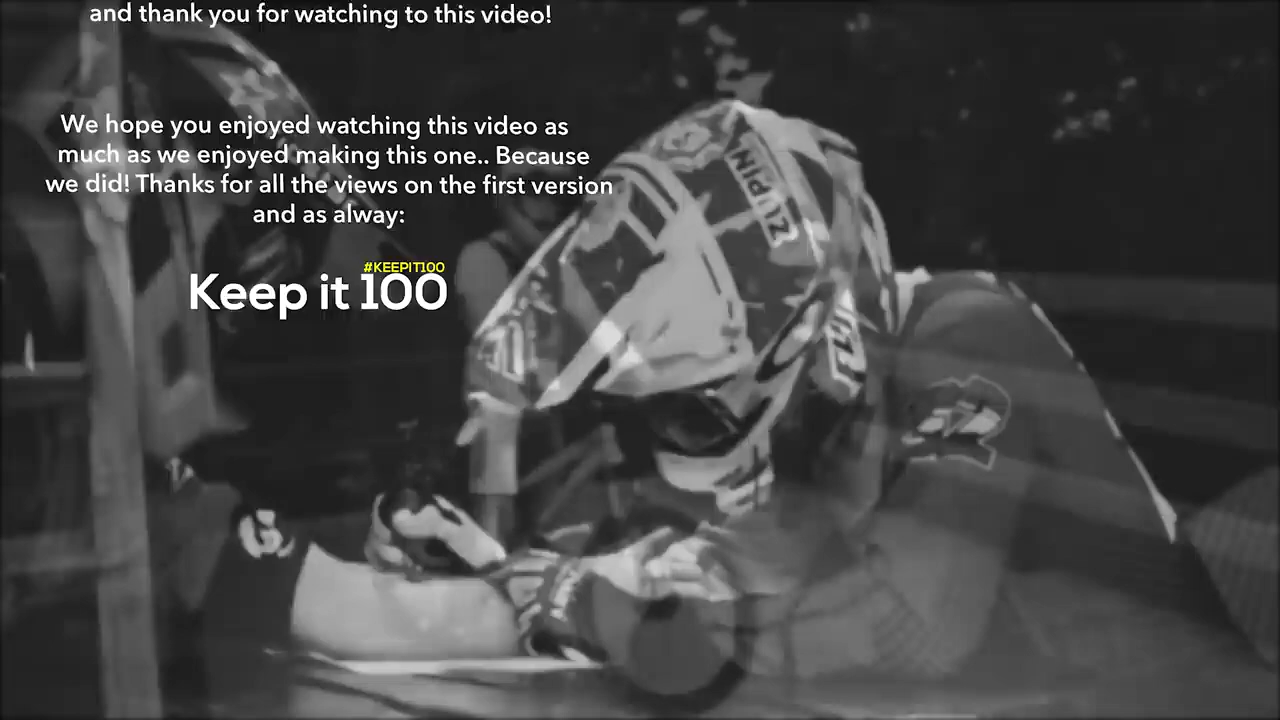 and thank you for watching to this video!
We hope you enjoyed watching this video as
much as we enjoyed making this one.. Because
we did! Thanks for all the views on the first version
and as alway:
#KEEPIT100
Keep it 100
ZUPIN